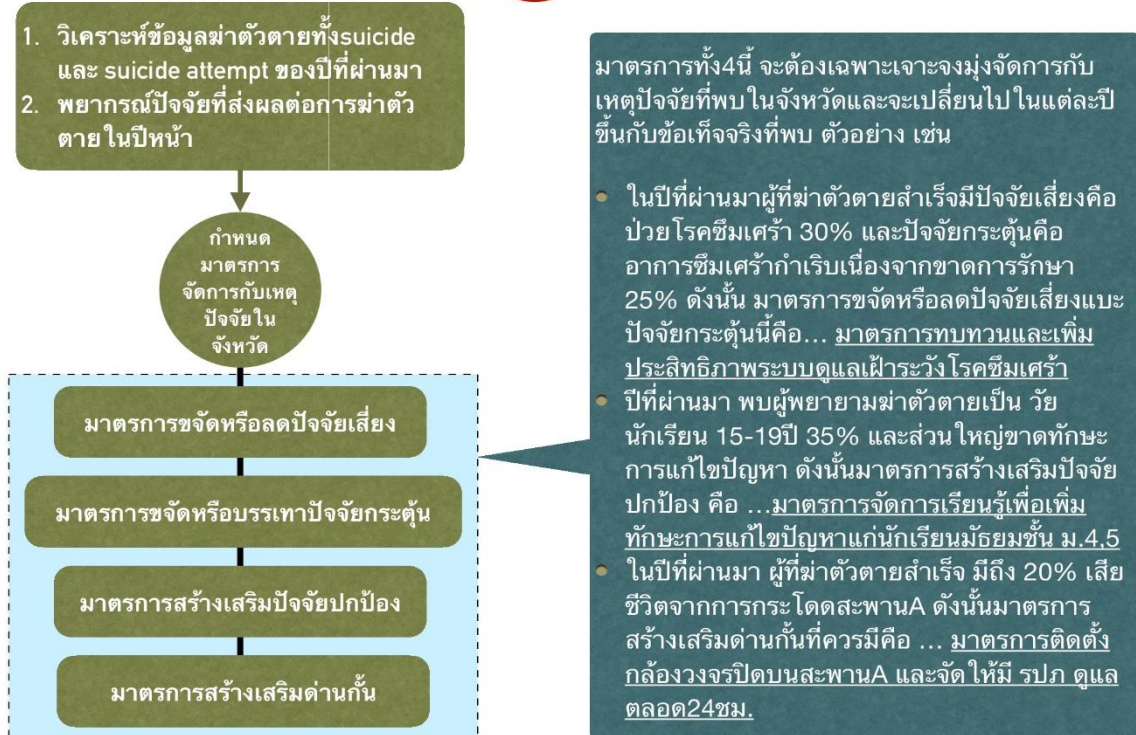 1. วิเคราะห์ข้อมูลฆ่าตัวตายทั้งsuicide
และ suicide attempt ของปีที่ผ่านมา
2. พยากรณ์ปัจจัยที่ส่งผลต่อการฆ่าตัว
ตายในปีหน้า
กำหนด
มาตรการ
จัดการกับเหตุ
ปัจจัยใน
จังหวัด
มาตรการขจัดหรือลดปัจจัยเสี่ยง
มาตรการขจัดหรือบรรเทาปัจจัยกระตุ้น
มาตรการสร้างเสริมปัจจัยปกป้อง
มาตรการสร้างเสริมด่านกั้น
มาตรการทั้ง4นี้ จะต้องเฉพาะเจาะจงมุ่งจัดการกับ
เหตุปัจจัยที่พบในจังหวัดและจะเปลี่ยนไปในแต่ละปี
ขึ้นกับข้อเท็จจริงที่พบ ตัวอย่าง เช่น
• ในปีที่ผ่านมาผู้ที่ฆ่าตัวตายสำเร็จมีปัจจัยเสี่ยงคือ
ป่วยโรคซึมเศร้า 30% และปัจจัยกระตุ้นคือ
อาการซึมเศร้ากำเริบเนื่องจากขาดการรักษา
25% ดังนั้น มาตรการขจัดหรือลดปัจจัยเสี่ยงแบะ
ปัจจัยกระตุ้นนี้คือ... มาตรการทบทวนและเพิ่ม
ประสิทธิภาพระบบดูแลเฝ้าระวังโรคซึมเศร้า
• ปีที่ผ่านมา พบผู้พยายามฆ่าตัวตายเป็น วัย
นักเรียน 15-19ปี 35% และส่วนใหญ่ขาดทักษะ
การแก้ไขปัญหา ดังนั้นมาตรการสร้างเสริมปัจจัย
ปกป้อง คือ ...มาตรการจัดการเรียนรู้เพื่อเพิ่ม
ทักษะการแก้ไขปัญหาแก่นักเรียนมัธยมชั้น ม.4,5
• ในปีที่ผ่านมา ผู้ที่ฆ่าตัวตายสำเร็จ มีถึง 20% เสีย
ชีวิตจากการกระโดดสะพานA ดังนั้นมาตรการ
สร้างเสริมด่านกั้นที่ควรมีคือ ... มาตรการติดตั้ง
กล้องวงจรปิดบนสะพานA และจัดให้มี รปภ ดูแล
ตลอด24ชม.